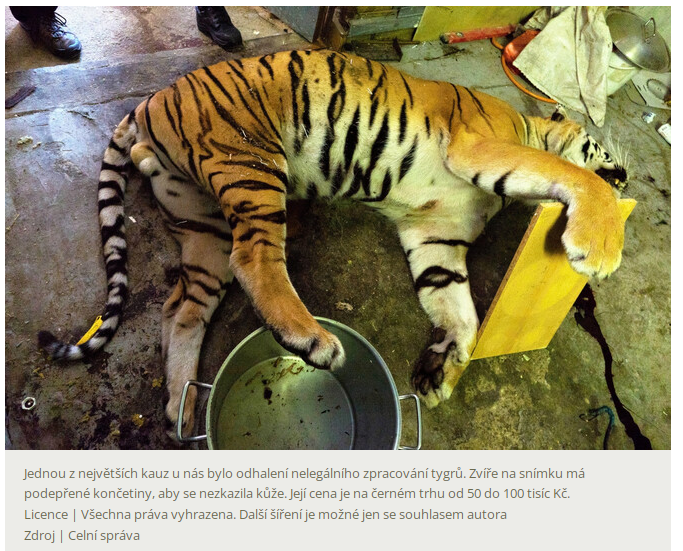 Jednou z největších kauz u nás bylo odhalení nelegálního zpracování tygrů. Zvíře na snímku má
podepřené končetiny, aby se nezkazila kůže. Její cena je na černém trhu od 50 do 100 tisíc Kč.
Licence | Všechna práva vyhrazena. Další šíření je možné jen se souhlasem autora
Zdroj | Celní správa